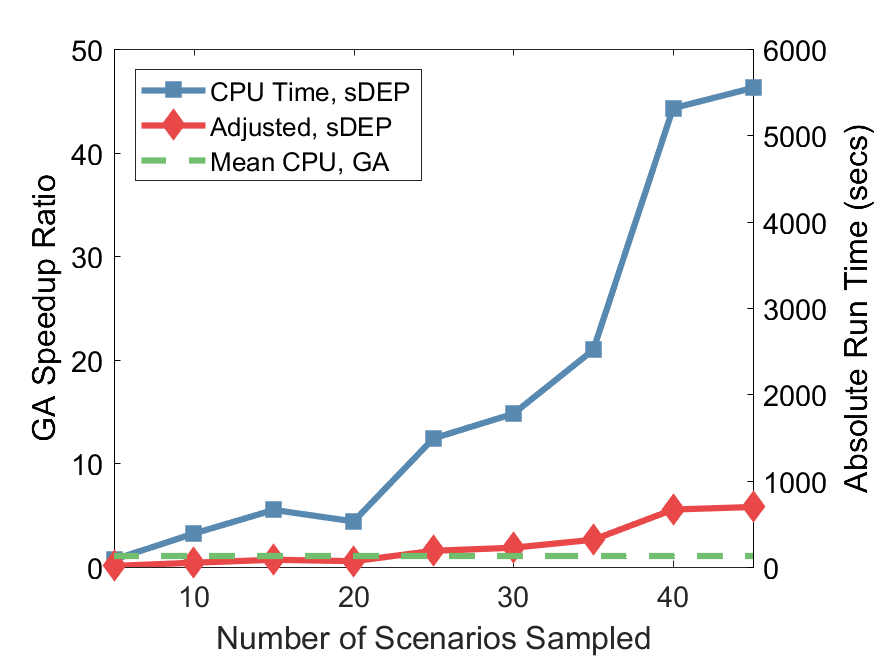 50
40
30
20
10
0
GA Speedup Ratio
CPU Time, sDEP
Adjusted, sDEP
Mean CPU, GA
6000
5000
4000
3000
2000
1000
0
Absolute Run Time (secs)
10 20 30 40
Number of Scenarios Sampled